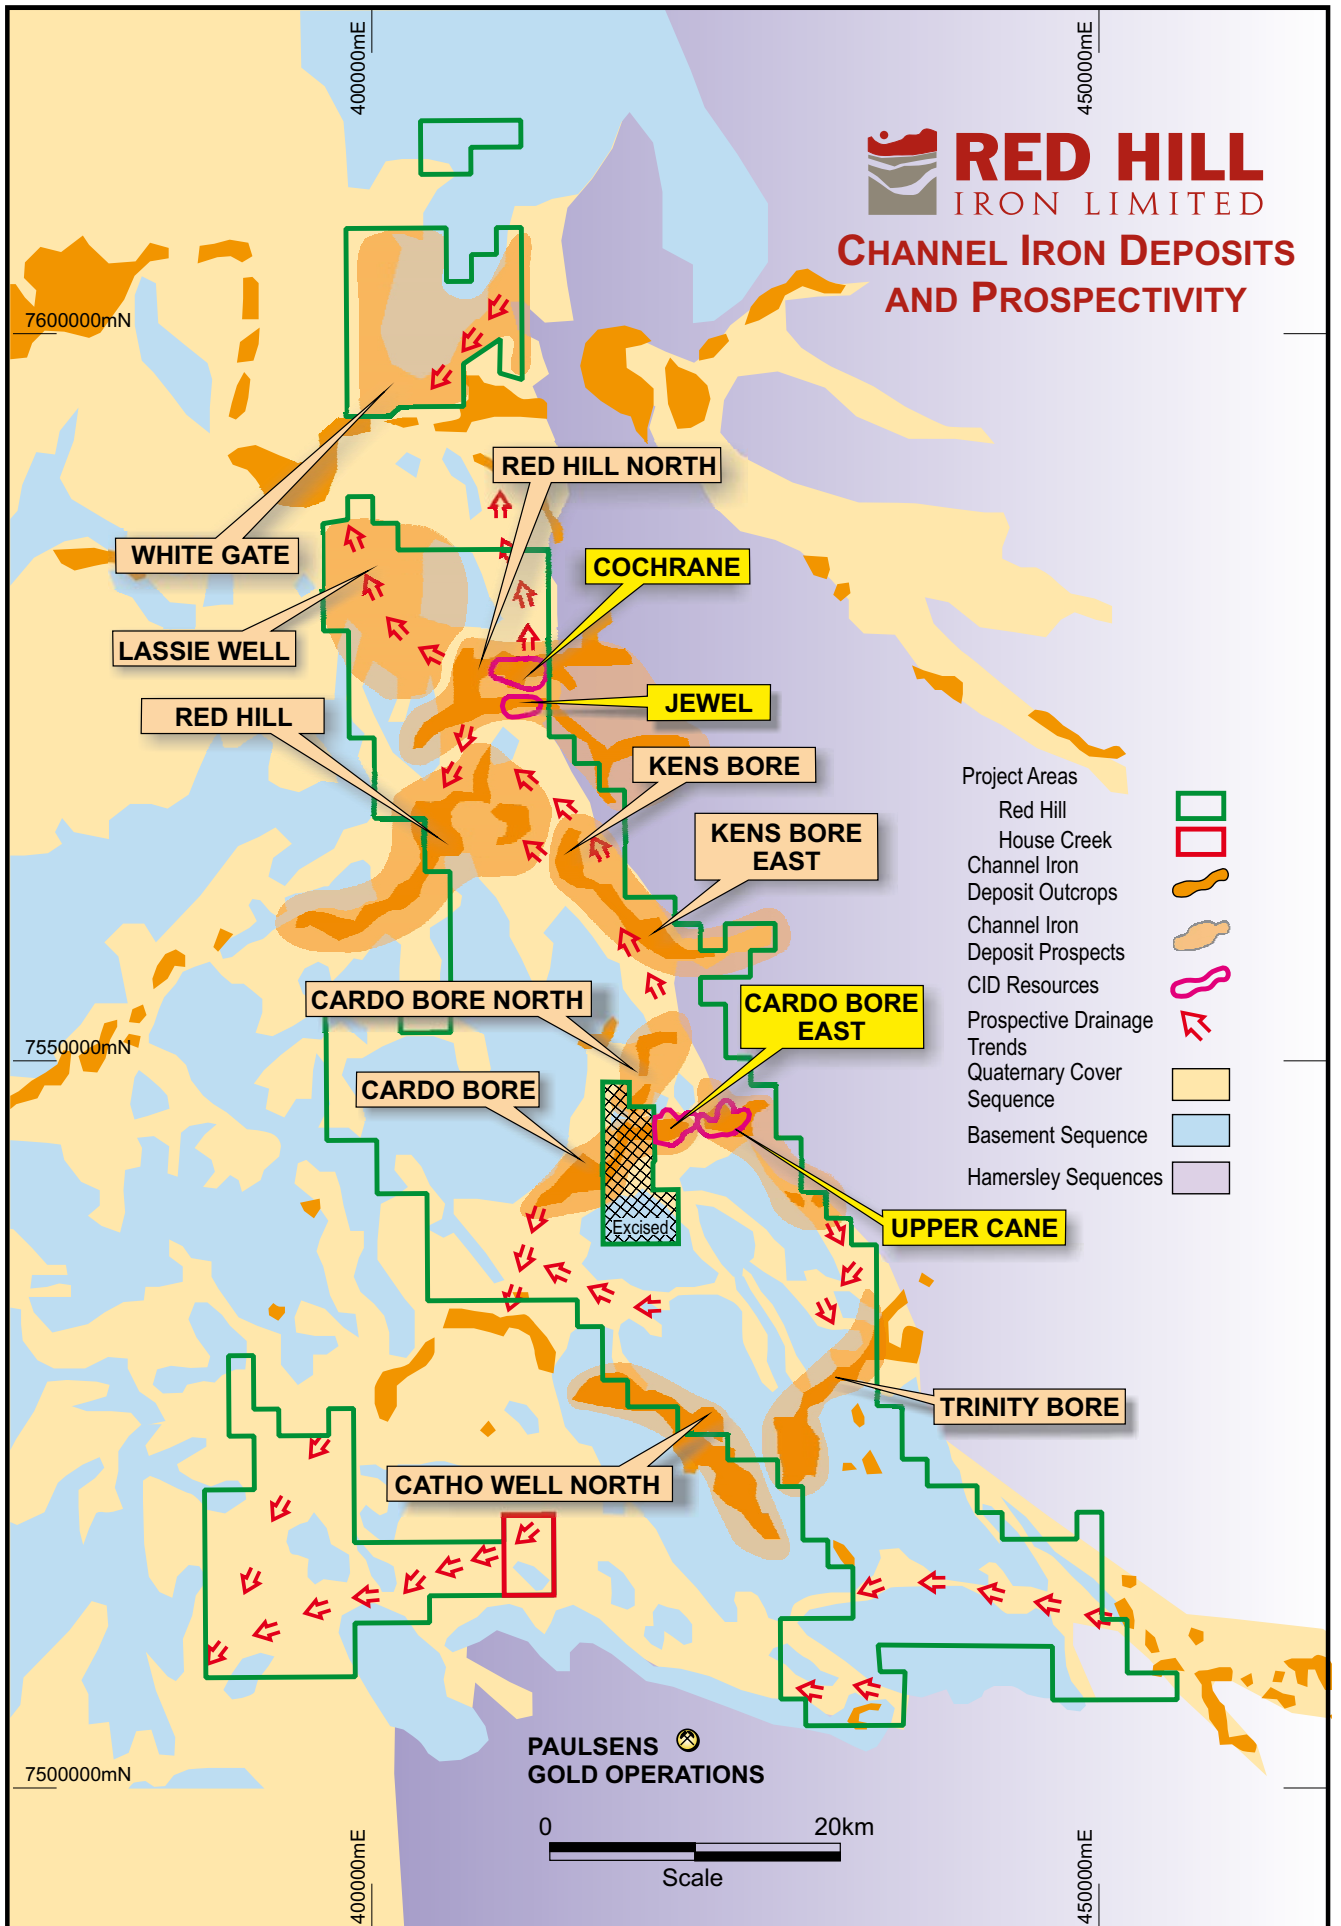 400000mE
450000mE
RED HILL
IRON LIMITED
CHANNEL IRON DEPOSITS
AND PROSPECTIVITY
7600000mN
RED HILL NORTH
WHITE GATE
COCHRANE
LASSIE WELL
JEWEL
RED HILL
KENS BORE
KENS BORE
EAST
Project Areas
Red Hill
House Creek
Channel Iron
Deposit Outcrops
Channel Iron
Deposit Prospects
CID Resources
Prospective Drainage
Trends
Quaternary Cover
Sequence
Basement Sequence
Hamersley Sequences
CARDO BORE NORTH
CARDO BORE
EAST
7550000mN
CARDO BORE
Excised
UPPER CANE
TRINITY BORE
CATHO WELL NORTH
PAULSENS
GOLD OPERATIONS
7500000mN
0
20km
Scale
400000mE
450000mE